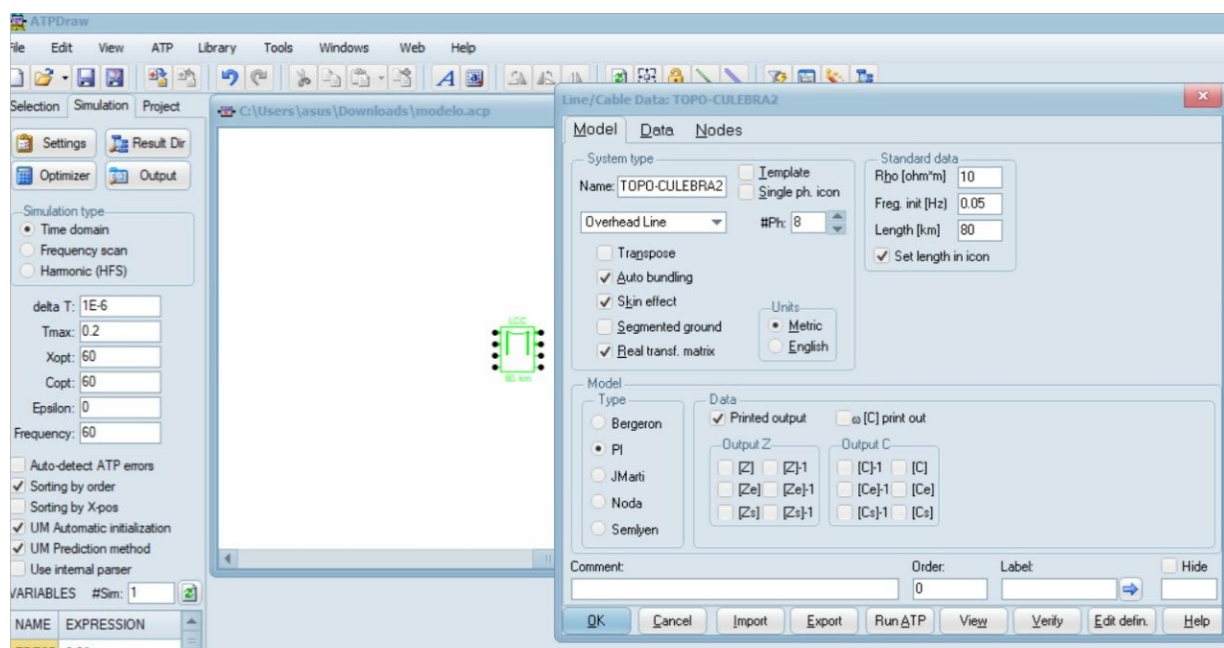 ATPDraw
File Edit View ATP Library Tools Windows Web Help
Selection Simulation Project
Settings Result Dir
Optimizer Output
Simulation type
Time domain
Frequency scan
Harmonic (HFS)
delta T: 1E-6
Tmax: 0.2
Xopt: 60
Copt: 60
Epsilon: 0
Frequency: 60
Auto-detect ATP errors
Sorting by order
Sorting by X-pos
UM Automatic initialization
UM Prediction method
Use internal parser
VARIABLES #Sim: 1
NAME EXPRESSION
C:\Users\asus\Downloads\modelo.acp
LCC
80. km
Line/Cable Data: TOPO-CULEBRA2
Model Data Nodes
System type
Name: TOPO-CULEBRA2
Template
Single ph. icon
Overhead Line #Ph: 8
Transpose
Auto bundling
Skin effect
Segmented ground
Real transf. matrix
Units
Metric
English
Standard data
Rho [ohm*m] 10
Freq. init [Hz] 0.05
Length [km] 80
Set length in icon
Model
Type
Bergeron
PI
JMarti
Noda
Semlyen
Data
Printed output ω [C] print out
Output Z
[Z] [Z]-1
[Ze] [Ze]-1
[Zs] [Zs]-1
Output C
[C]-1 [C]
[Ce]-1 [Ce]
[Cs]-1 [Cs]
Comment: Order: Label: Hide
0
OK Cancel Import Export Run ATP View Verify Edit defin. Help